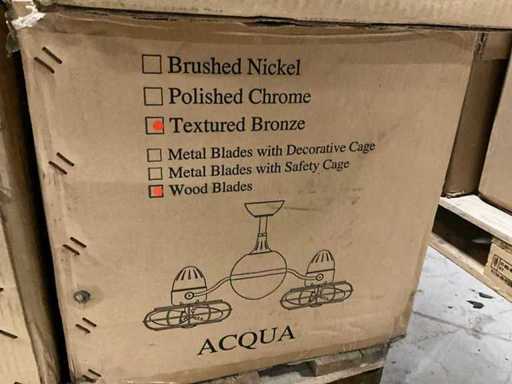 Brushed Nickel
Polished Chrome
Textured Bronze
Metal Blades with Decorative Cage
Metal Blades with Safety Cage
Wood Blades
ACQUA